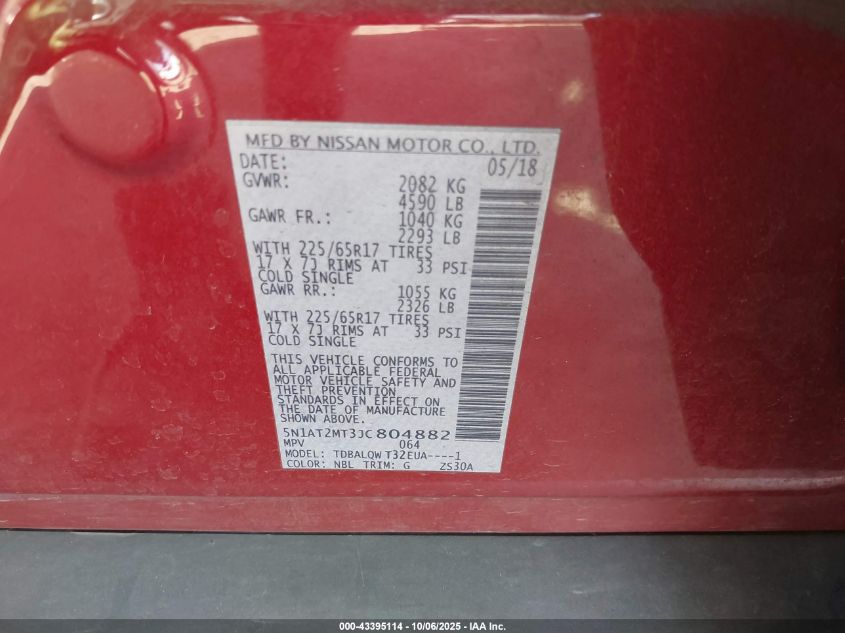 MFD BY NISSAN MOTOR CO., LTD.
DATE: 05/18
GVWR: 2082 KG
4590 LB
GAWR FR.: 1040 KG
2293 LB
WITH 225/65R17 TIRES
17 X 7J RIMS AT 33 PSI
COLD SINGLE
GAWR RR.: 1055 KG
2326 LB
WITH 225/65R17 TIRES
17 X 7J RIMS AT 33 PSI
COLD SINGLE
THIS VEHICLE CONFORMS TO
ALL APPLICABLE FEDERAL
MOTOR VEHICLE SAFETY AND
THEFT PREVENTION
STANDARDS IN EFFECT ON
THE DATE OF MANUFACTURE
SHOWN ABOVE.
5N1AT2MT3JC804882
MPV 064
MODEL: TDBALQW T32EUA----1
COLOR: NBL TRIM: G ZS30A
000-43395114 - 10/06/2025 - IAA Inc.